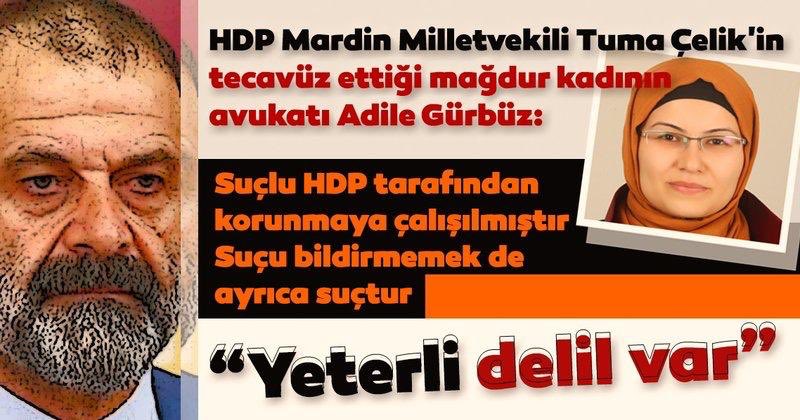 HDP Mardin Milletvekili Tuma Çelik'in
tecavüz ettiği mağdur kadının
avukatı Adile Gürbüz:
Suçlu HDP tarafından
korunmaya çalışılmıştır
Suçu bildirmemek de
ayrıca suçtur
“Yeterli delil var”